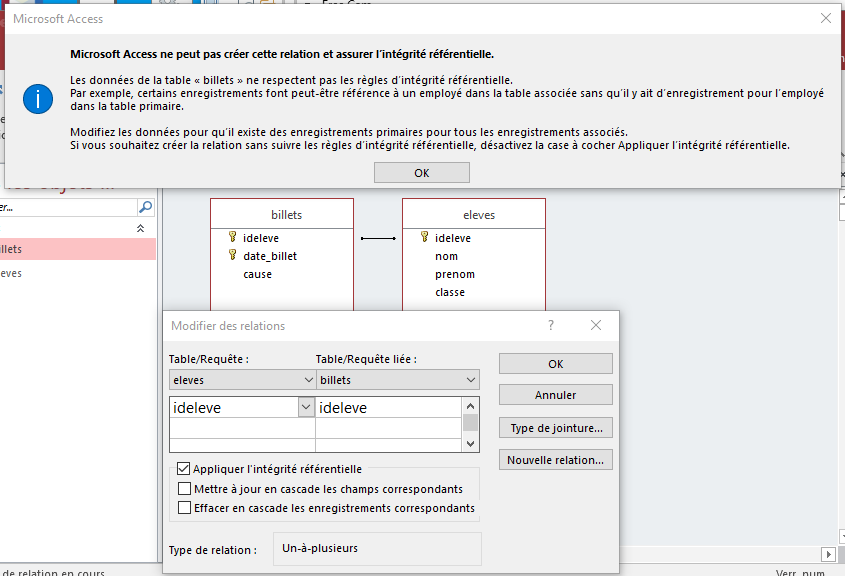 Microsoft Access
Microsoft Access ne peut pas créer cette relation et assurer l'intégrité référentielle.
Les données de la table « billets » ne respectent pas les règles d'intégrité référentielle.
Par exemple, certains enregistrements font peut-être référence à un employé dans la table associée sans qu'il y ait d'enregistrement pour l'employé
dans la table primaire.
Modifiez les données pour qu'il existe des enregistrements primaires pour tous les enregistrements associés.
Si vous souhaitez créer la relation sans suivre les règles d'intégrité référentielle, désactivez la case à cocher Appliquer l'intégrité référentielle.
OK
er...
illets
eves
billets
ideleve
date_billet
cause
eleves
ideleve
nom
prenom
classe
Modifier des relations
?
Table/Requête : Table/Requête liée :
eleves billets
ideleve ideleve
Appliquer l'intégrité référentielle
Mettre à jour en cascade les champs correspondants
Effacer en cascade les enregistrements correspondants
Type de relation : Un-à-plusieurs
OK
Annuler
Type de jointure...
Nouvelle relation...
de relation en cours
Verr. num.